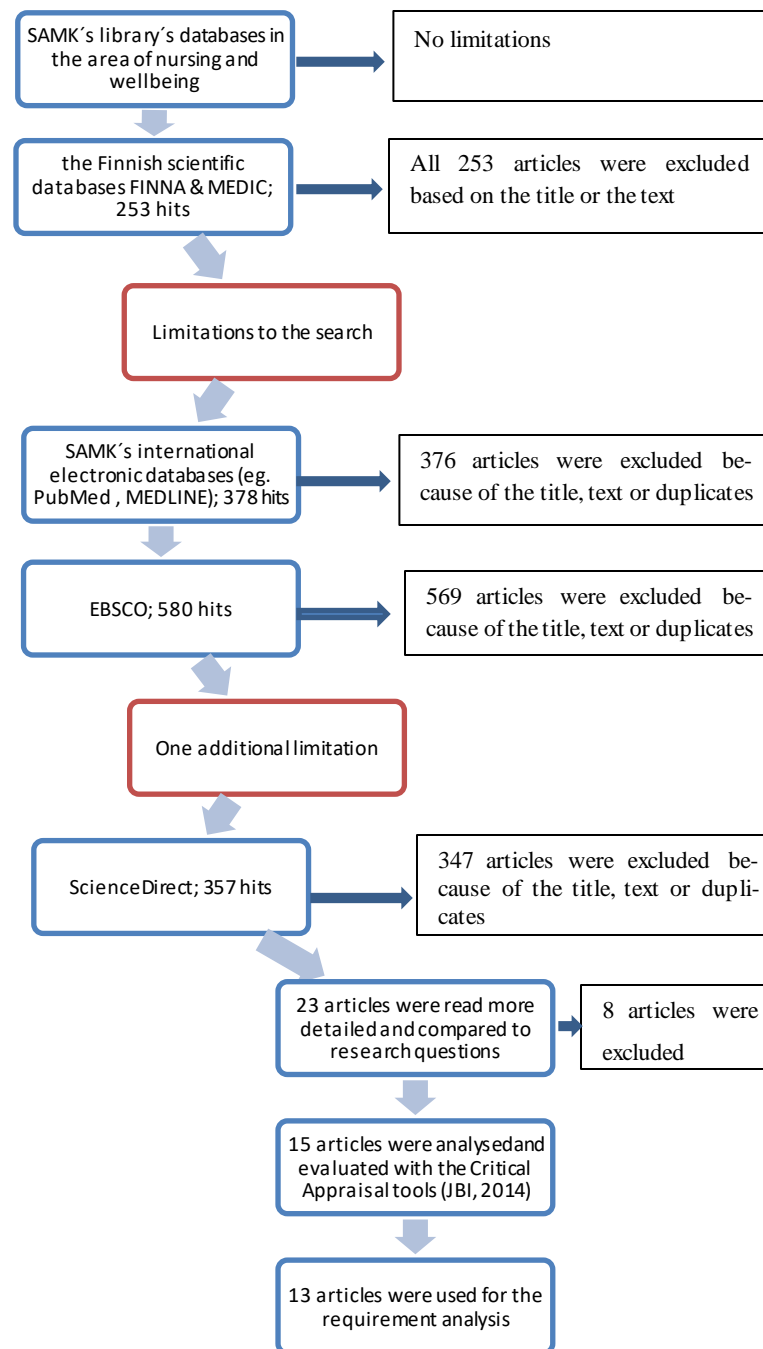 SAMK´s library´s databases in
the area of nursing and
wellbeing
No limitations
the Finnish scientific
databases FINNA & MEDIC;
253 hits
All 253 articles were excluded
based on the title or the text
Limitations to the search
SAMK´s international
electronic databases (eg.
PubMed , MEDLINE); 378 hits
376 articles were excluded be-
cause of the title, text or duplicates
EBSCO; 580 hits
569 articles were excluded be-
cause of the title, text or duplicates
One additional limitation
ScienceDirect; 357 hits
347 articles were excluded be-
cause of the title, text or dupli-
cates
23 articles were read more
detailed and compared to
research questions
8 articles were
excluded
15 articles were analysedand
evaluated with the Critical
Appraisal tools (JBI, 2014)
13 articles were used for the
requirement analysis